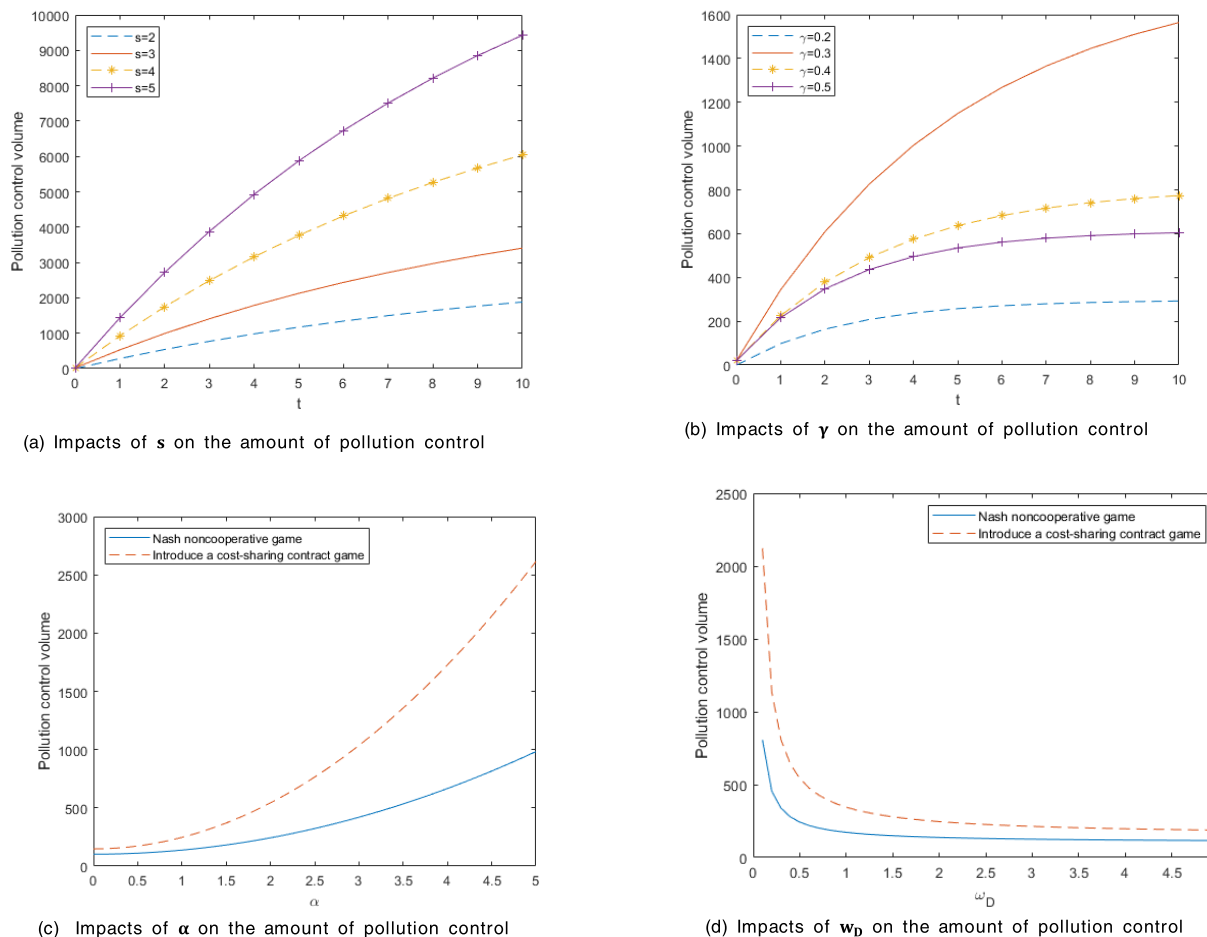 10000
9000
8000
7000
6000
5000
4000
3000
2000
1000
0
Pollution control volume
s=2
s=3
s=4
s=5
0 1 2 3 4 5 6 7 8 9 10
t
(a) Impacts of s on the amount of pollution control
1600
1400
1200
1000
800
600
400
200
0
Pollution control volume
γ=0.2
γ=0.3
γ=0.4
γ=0.5
0 1 2 3 4 5 6 7 8 9 10
t
(b) Impacts of γ on the amount of pollution control
3000
2500
2000
1500
1000
500
0
Pollution control volume
Nash noncooperative game
Introduce a cost-sharing contract game
0 0.5 1 1.5 2 2.5 3 3.5 4 4.5 5
α
(c) Impacts of α on the amount of pollution control
2500
2000
1500
1000
500
0
Pollution control volume
Nash noncooperative game
Introduce a cost-sharing contract game
0 0.5 1 1.5 2 2.5 3 3.5 4 4.5
ω_D
(d) Impacts of w_D on the amount of pollution control